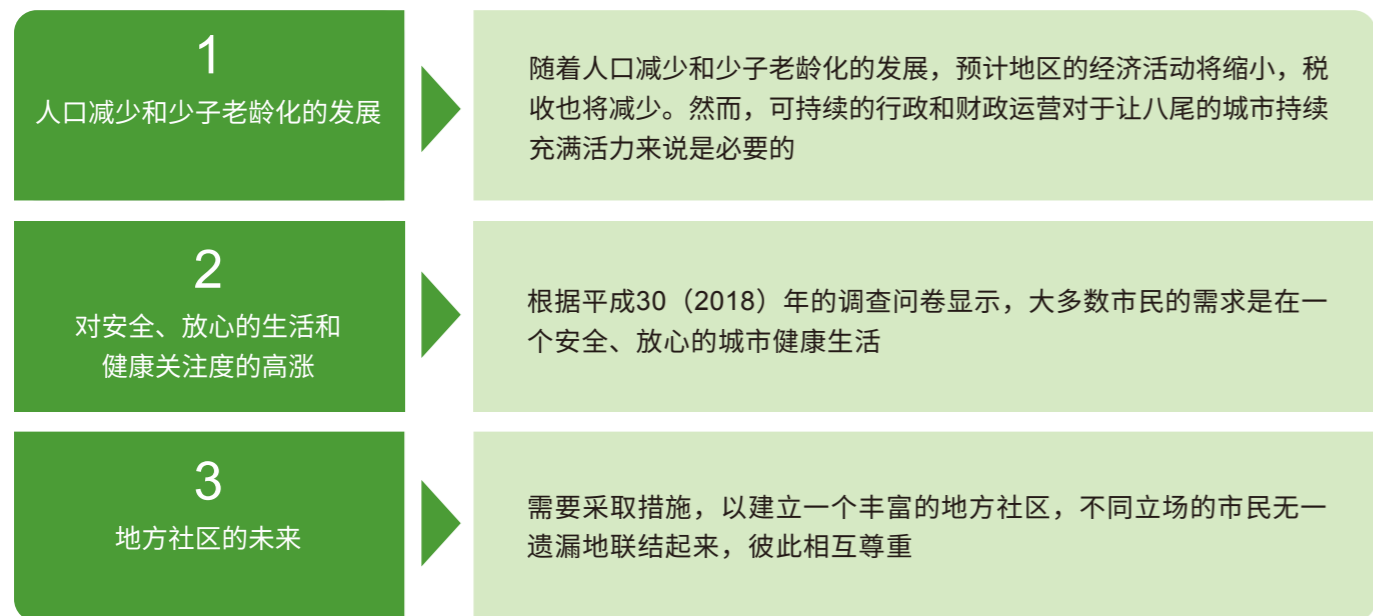 1
人口减少和少子老龄化的发展
随着人口减少和少子老龄化的发展，预计地区的经济活动将缩小，税
收也将减少。然而，可持续的行政和财政运营对于让八尾的城市持续
充满活力来说是必要的
2
对安全、放心的生活和
健康关注度的高涨
根据平成30（2018）年的调查问卷显示，大多数市民的需求是在一
个安全、放心的城市健康生活
3
地方社区的未来
需要采取措施，以建立一个丰富的地方社区，不同立场的市民无一
遗漏地联结起来，彼此相互尊重